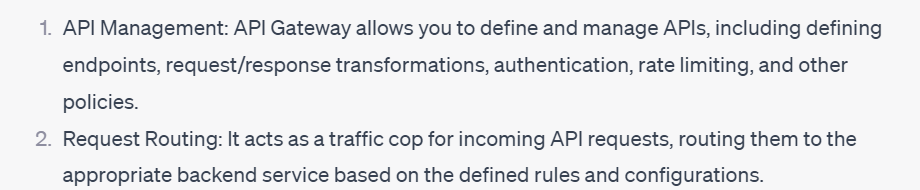 1. API Management: API Gateway allows you to define and manage APIs, including defining
endpoints, request/response transformations, authentication, rate limiting, and other
policies.
2. Request Routing: It acts as a traffic cop for incoming API requests, routing them to the
appropriate backend service based on the defined rules and configurations.